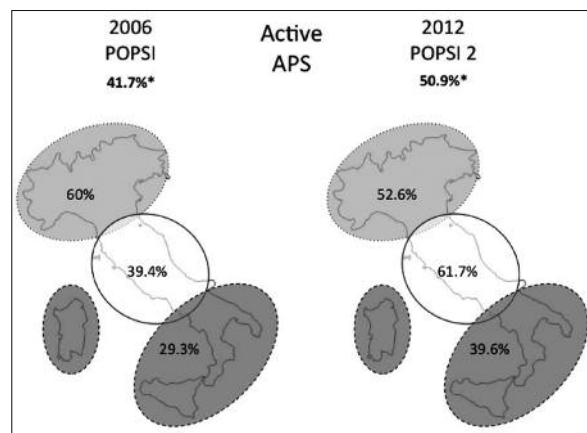 2006
POPSI
41.7%*
Active
APS
2012
POPSI 2
50.9%*
60%
39.4%
29.3%
52.6%
61.7%
39.6%